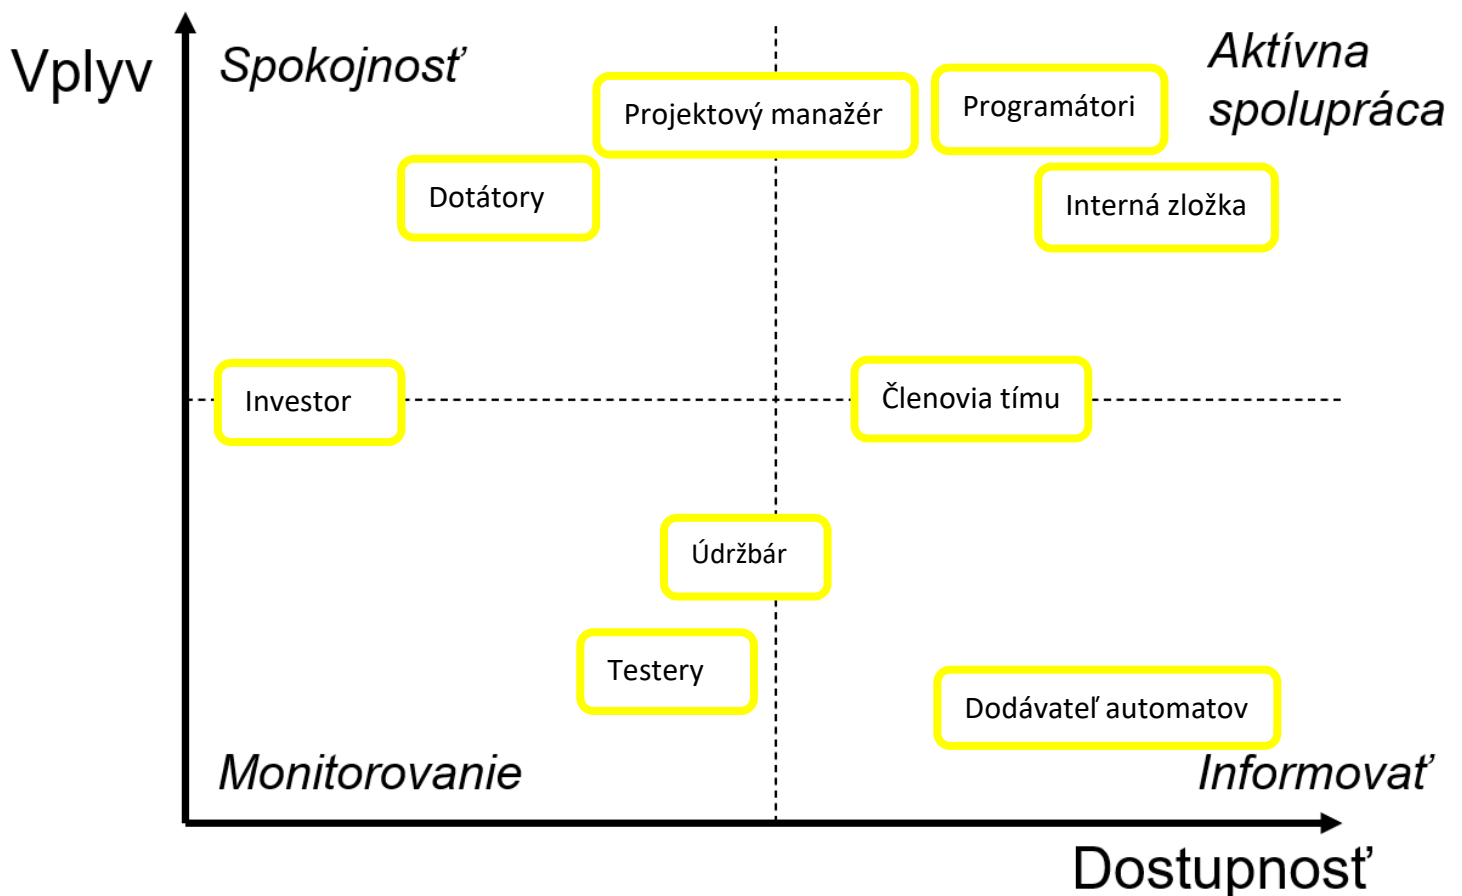 Vplyv
Spokojnosť
Aktívna
spolupráca
Projektový manažér
Programátori
Dotátory
Interná zložka
Investor
Členovia tímu
Údržbár
Testery
Dodávateľ automatov
Monitorovanie
Informovať
Dostupnosť